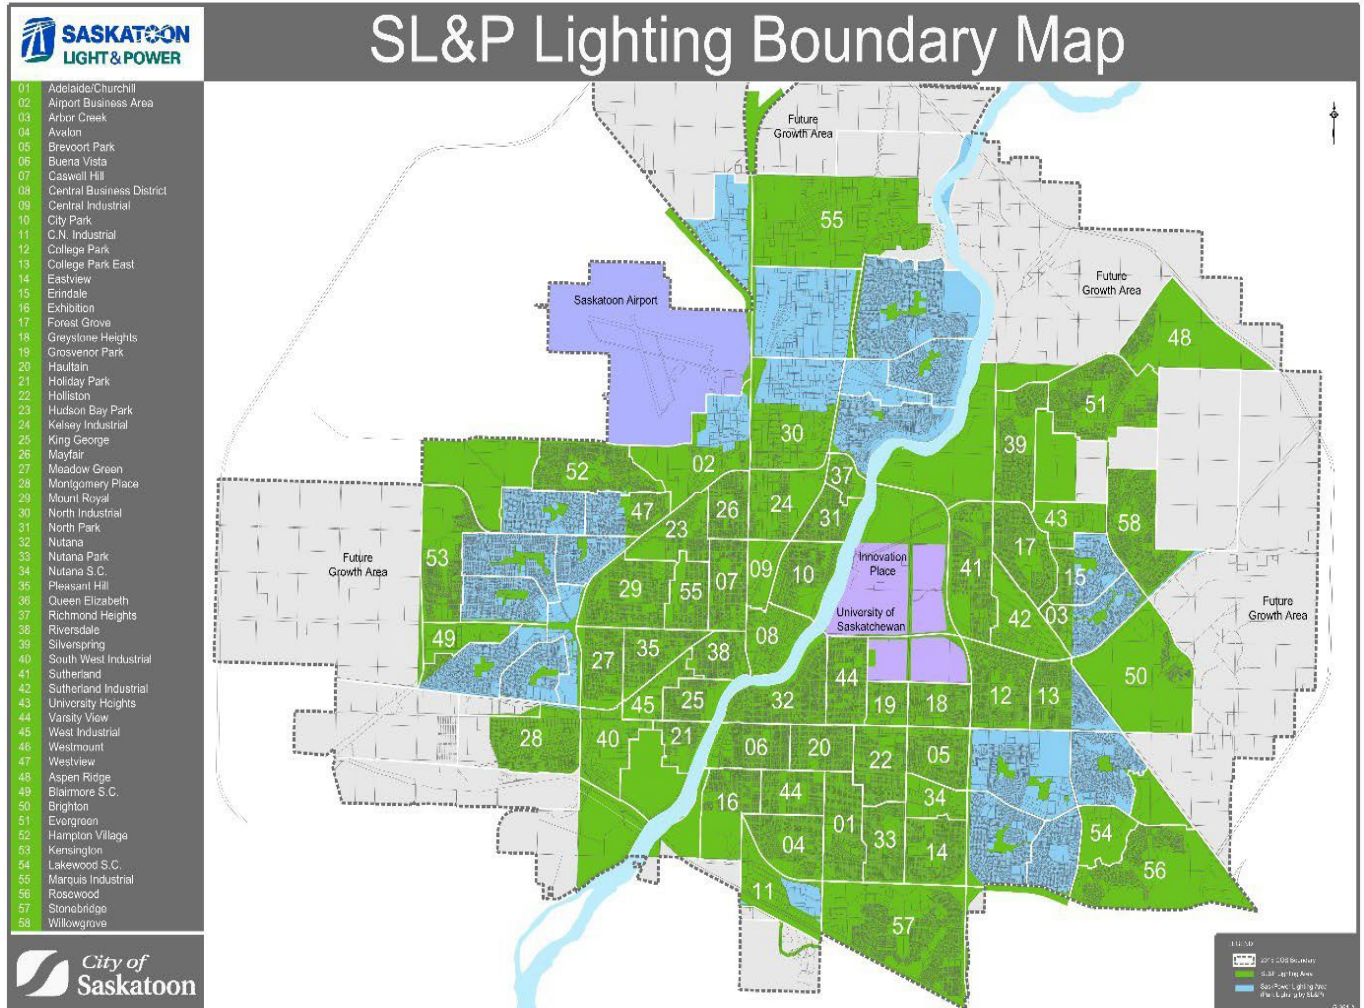 SASKATOON
LIGHT & POWER
SL&P Lighting Boundary Map
01 Adelaide/Churchill
02 Airport Business Area
03 Arbor Creek
04 Avalon
05 Brevoort Park
06 Buena Vista
07 Caswell Hill
08 Central Business District
09 Central Industrial
10 City Park
11 C.N. Industrial
12 College Park
13 College Park East
14 Eastview
15 Erindale
16 Exhibition
17 Forest Grove
18 Greystone Heights
19 Grosvenor Park
20 Haultain
21 Holiday Park
22 Holliston
23 Hudson Bay Park
24 Kelsey Industrial
25 King George
26 Mayfair
27 Meadow Green
28 Montgomery Place
29 Mount Royal
30 North Industrial
31 North Park
32 Nutana
33 Nutana Park
34 Nutana S.C.
35 Pleasant Hill
36 Queen Elizabeth
37 Richmond Heights
38 Riversdale
39 Silverspring
40 South West Industrial
41 Sutherland
42 Sutherland Industrial
43 University Heights
44 Varsity View
45 West Industrial
46 Westmount
47 Westview
48 Aspen Ridge
49 Blairmore S.C.
50 Brighton
51 Evergreen
52 Hampton Village
53 Kensington
54 Lakewood S.C.
55 Marquis Industrial
56 Rosewood
57 Stonebridge
58 Willowgrove
City of
Saskatoon
Future
Growth Area
55
Saskatoon Airport
Future
Growth Area
48
51
30
39
52
02
37
47
26
24
31
23
43
58
17
Future
Growth Area
53
Innovation
Place
41
09
10
15
29
55
07
University of
Saskatchewan
42
03
Future
Growth Area
49
08
35
38
27
44
50
12
13
45
25
32
19
18
28
40
21
06
20
22
05
16
44
34
01
04
33
14
54
56
11
57
LEGEND
SL&P Lighting Area
SaskPower Lighting Area